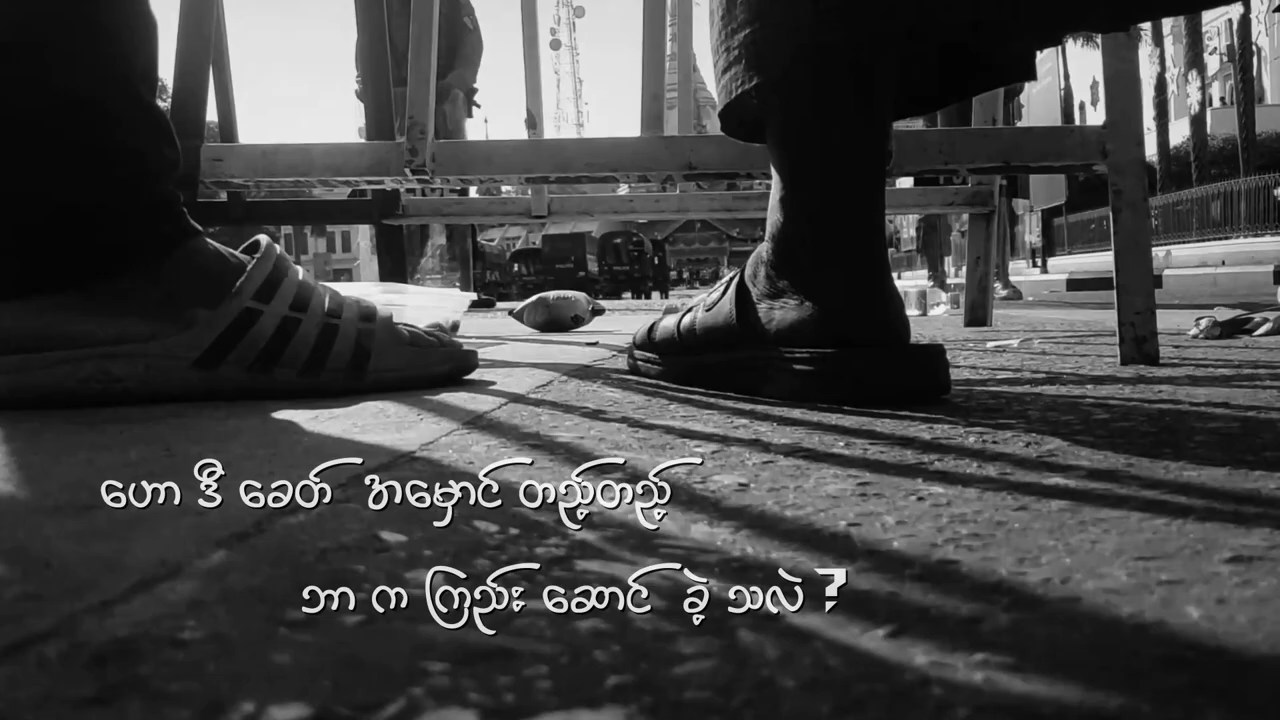 ဟော ဒီ ခေတ် အမှောင် တည့်တည့်
ဘာ က ကြည်း ဆောင် ခဲ့ သလဲ ?